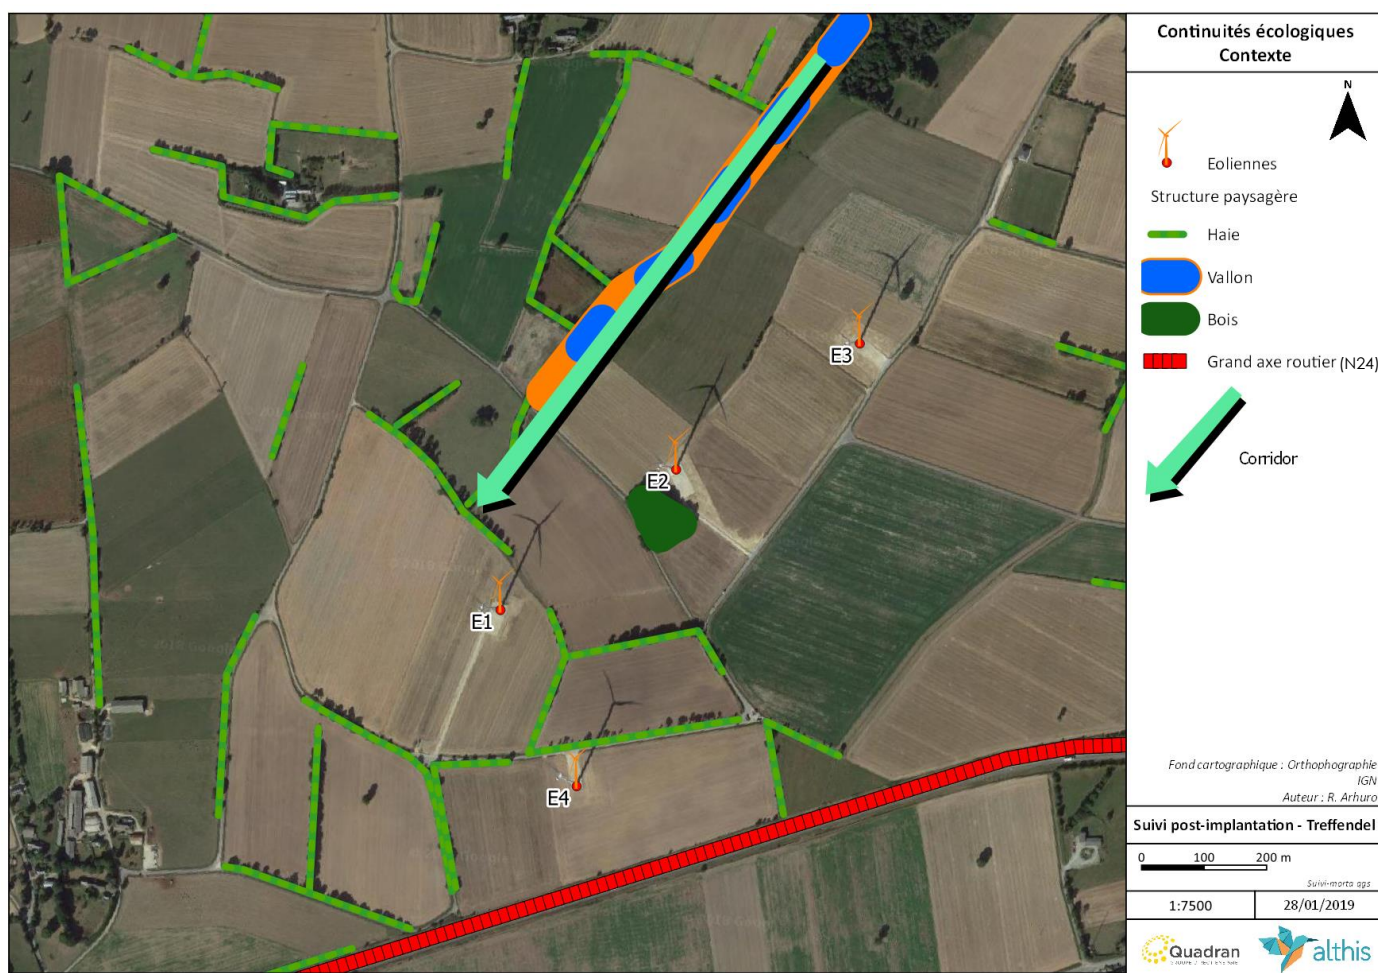 Continuités écologiques
Contexte
N
Eoliennes
Structure paysagère
Haie
Vallon
Bois
Grand axe routier (N24)
Corridor
E3
E2
E1
E4
Fond cartographique : Orthophographie
IGN
Auteur : R. Arhuro
Suivi post-implantation - Treffendel
0 100 200 m
Suivi-morta qgs
1:7500 28/01/2019
Quadran
althis